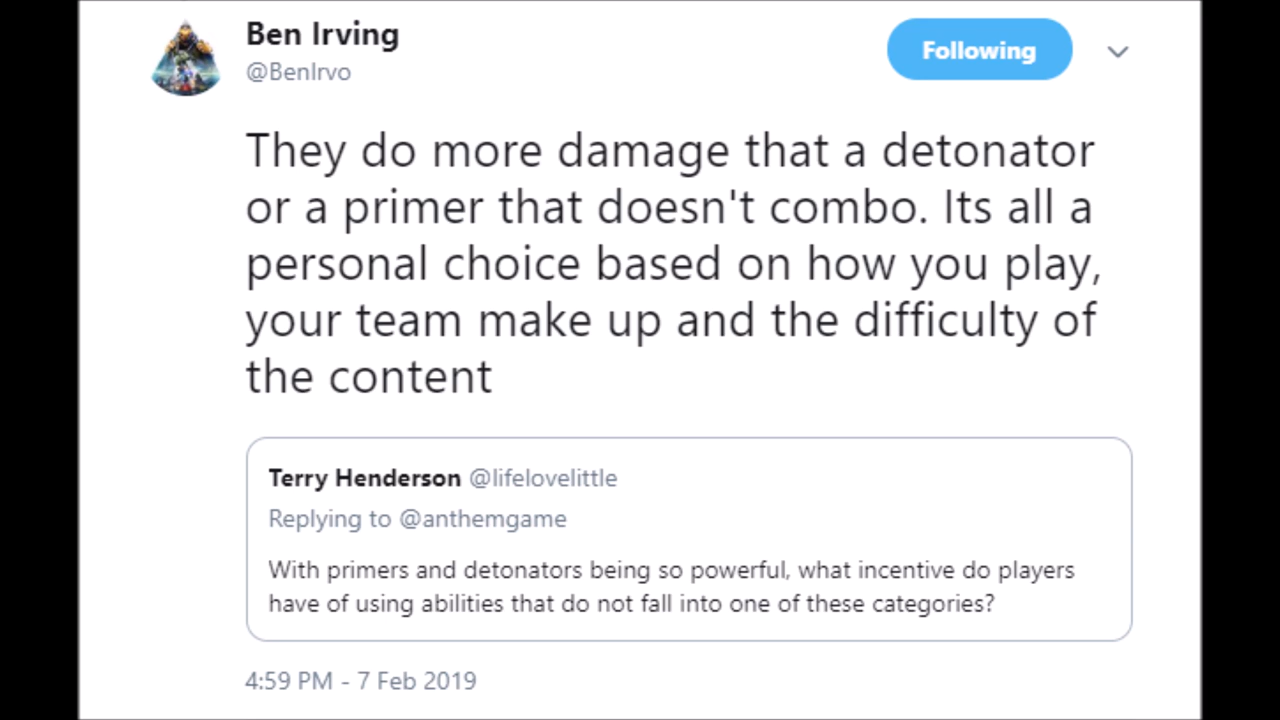 Ben Irving
@BenIrvo
Following
They do more damage that a detonator
or a primer that doesn't combo. Its all a
personal choice based on how you play,
your team make up and the difficulty of
the content
Terry Henderson @lifelovelittle
Replying to @anthemgame
With primers and detonators being so powerful, what incentive do players
have of using abilities that do not fall into one of these categories?
4:59 PM - 7 Feb 2019